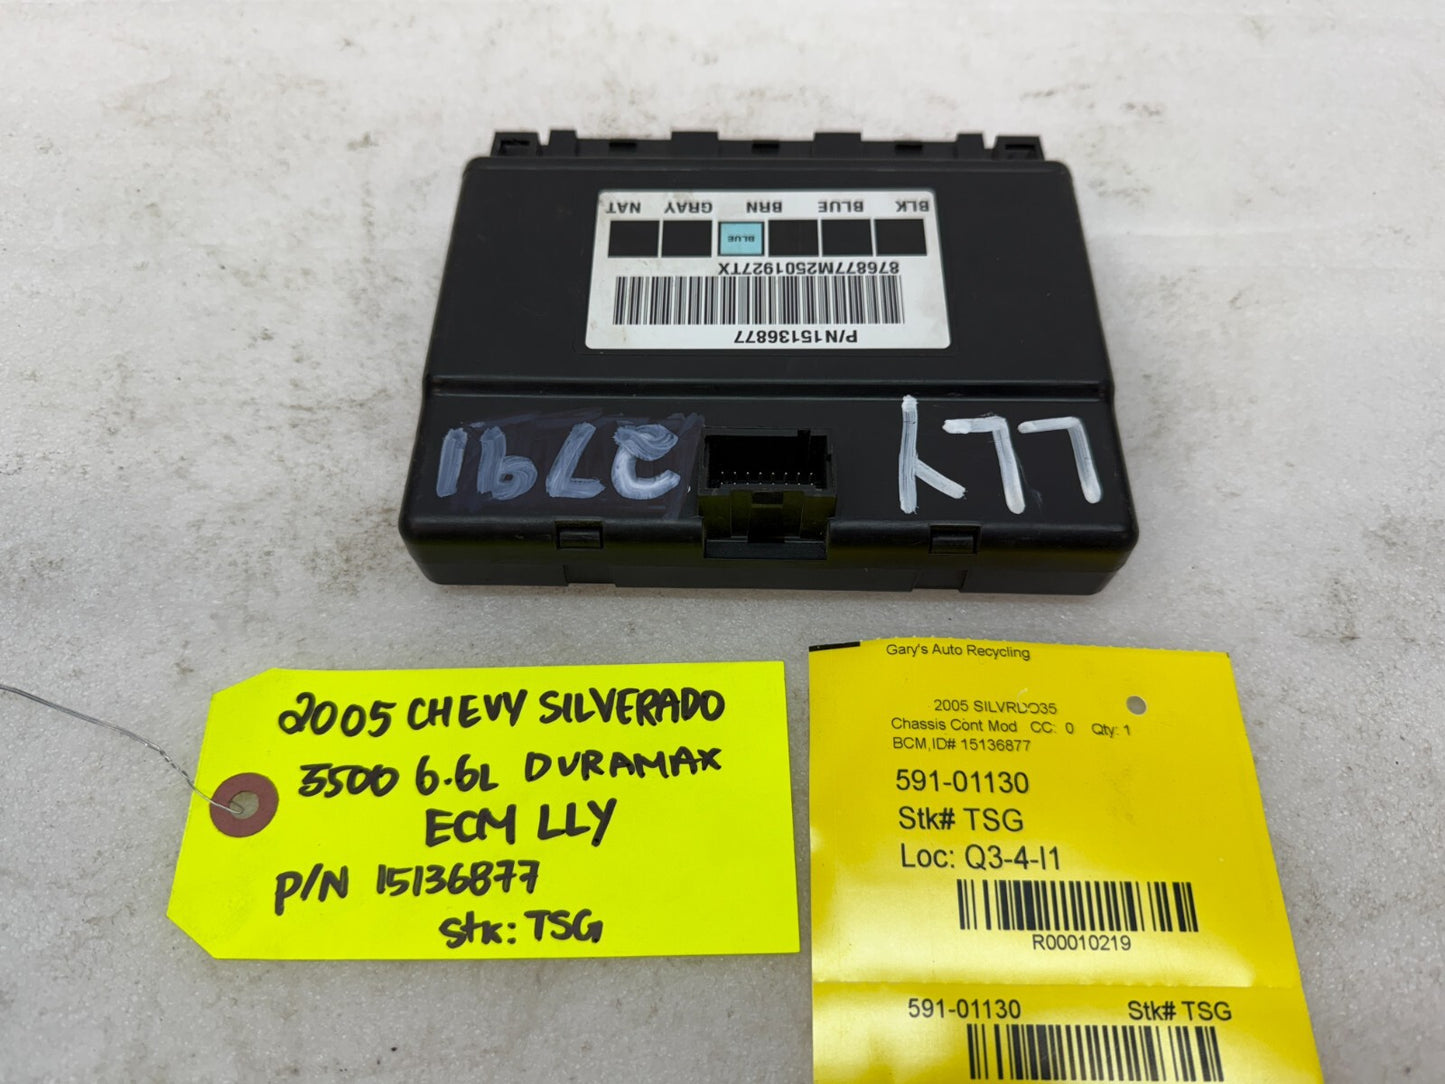 P/N15136877
876877M2501927TX
BLUE
BLK BLUE BRN GRAY NAT
LLY 2791
2005 CHEVY SILVERADO
3500 6.6L DURAMAX
ECM LLY
P/N 15136877
Stk: TSG
Gary's Auto Recycling
2005 SILVRDO35
Chassis Cont Mod CC: 0 Qty: 1
BCM,ID# 15136877
591-01130
Stk# TSG
Loc: Q3-4-I1
R00010219
591-01130 Stk# TSG